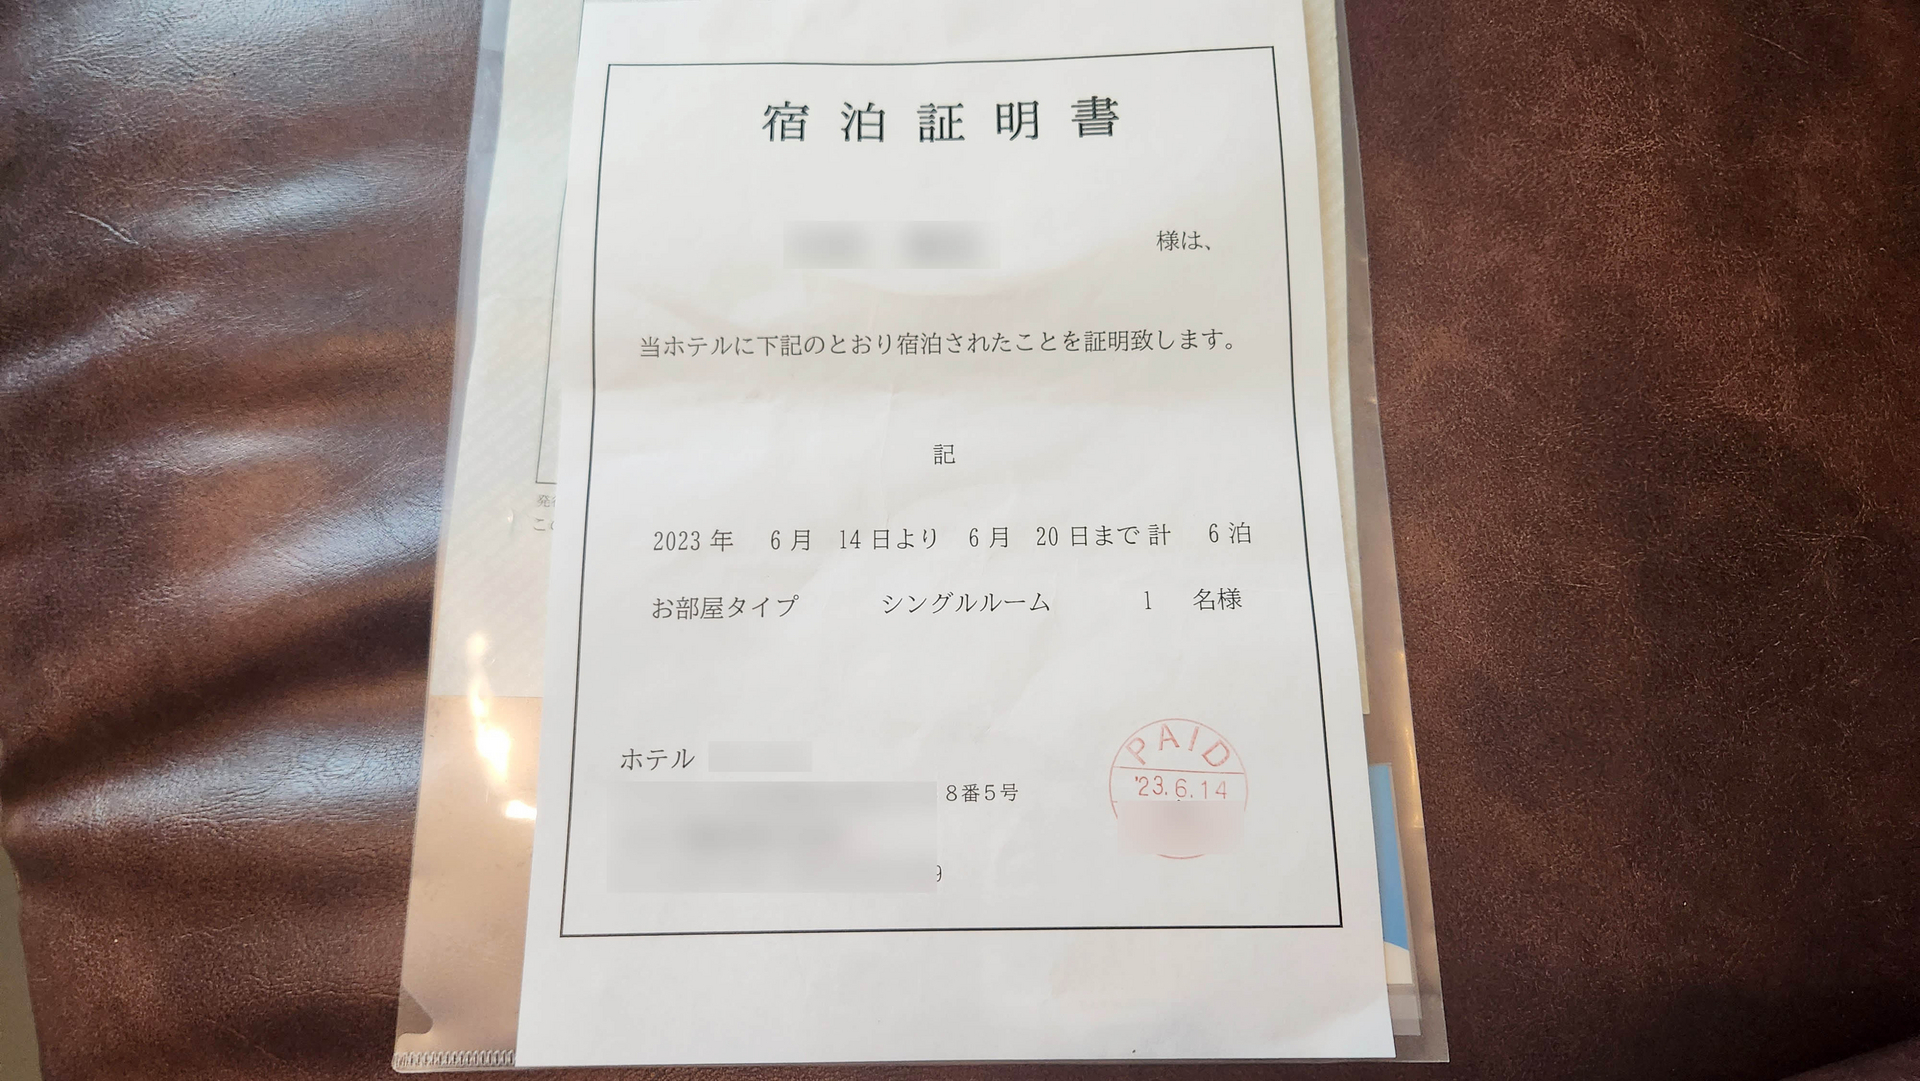 宿泊証明書
様は、
当ホテルに下記のとおり宿泊されたことを証明致します。
記
2023 年 6 月 14 日より 6 月 20 日まで 計 6 泊
お部屋タイプ シングルルーム 1 名様
ホテル
8番5号
9
PAID
'23.6.14
発
こ